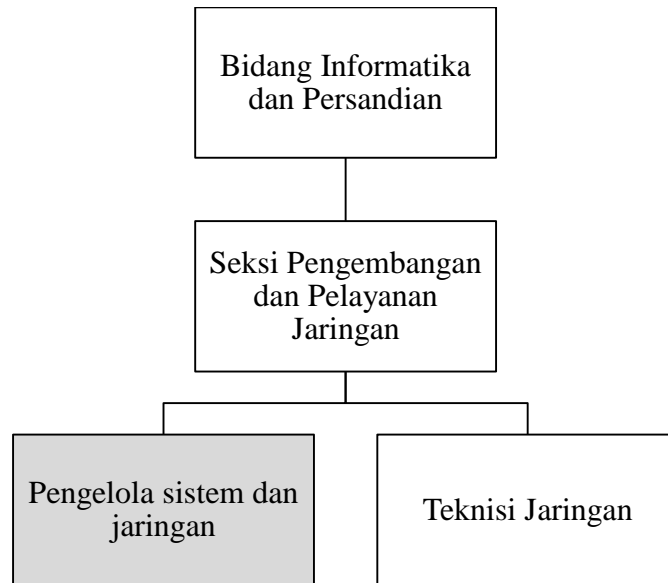 Bidang Informatika
dan Persandian
Seksi Pengembangan
dan Pelayanan
Jaringan
Pengelola sistem dan
jaringan
Teknisi Jaringan